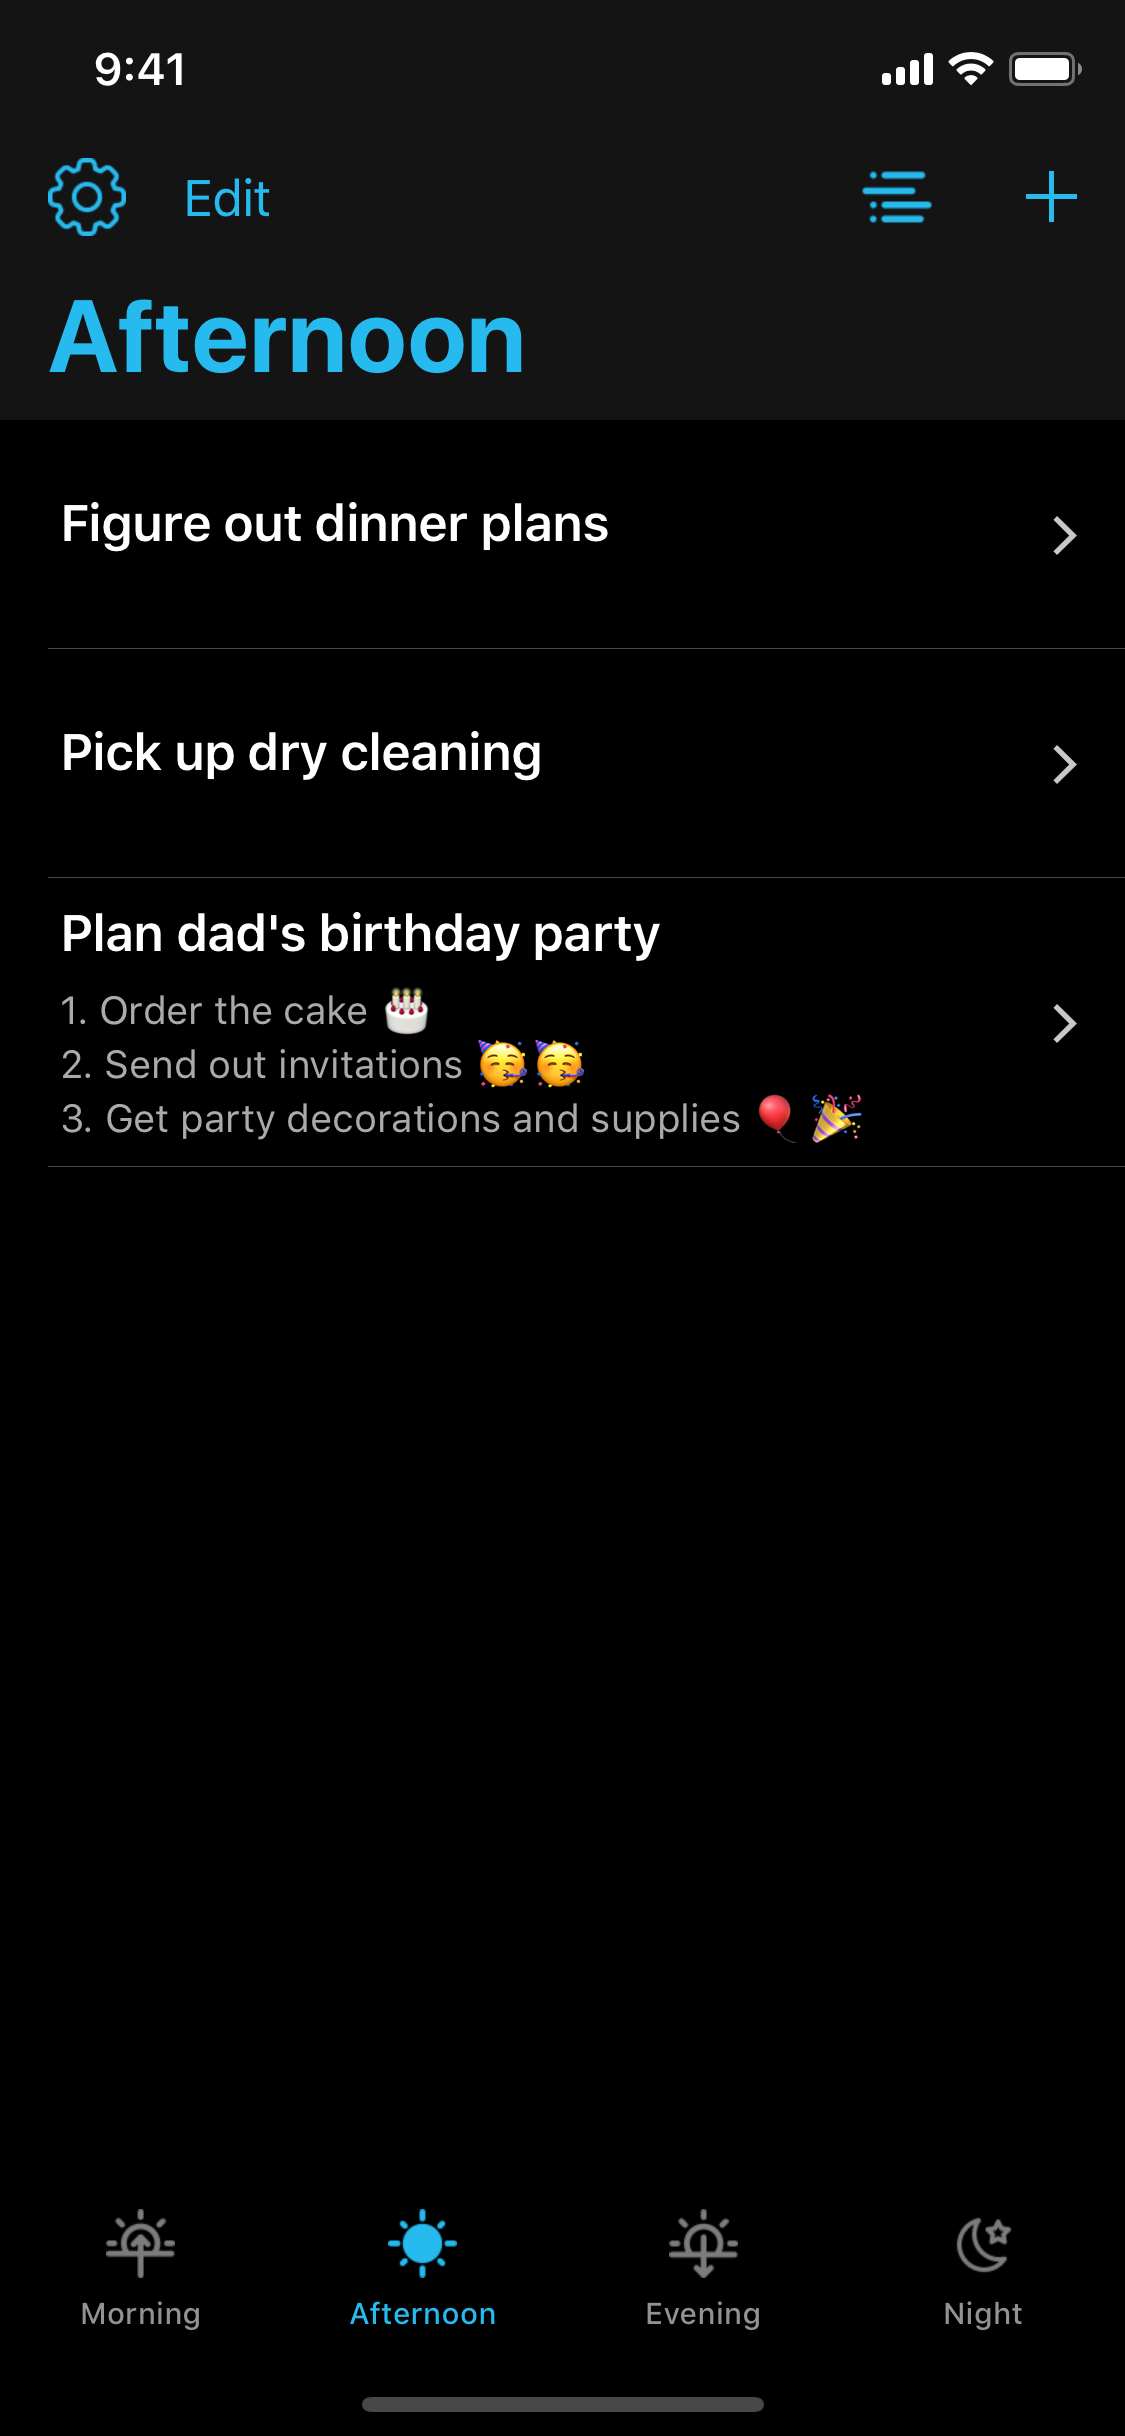 9:41
Edit
Afternoon
Figure out dinner plans
Pick up dry cleaning
Plan dad's birthday party
1. Order the cake 🎂
2. Send out invitations 🥳🥳
3. Get party decorations and supplies 🎈🎉
Morning
Afternoon
Evening
Night